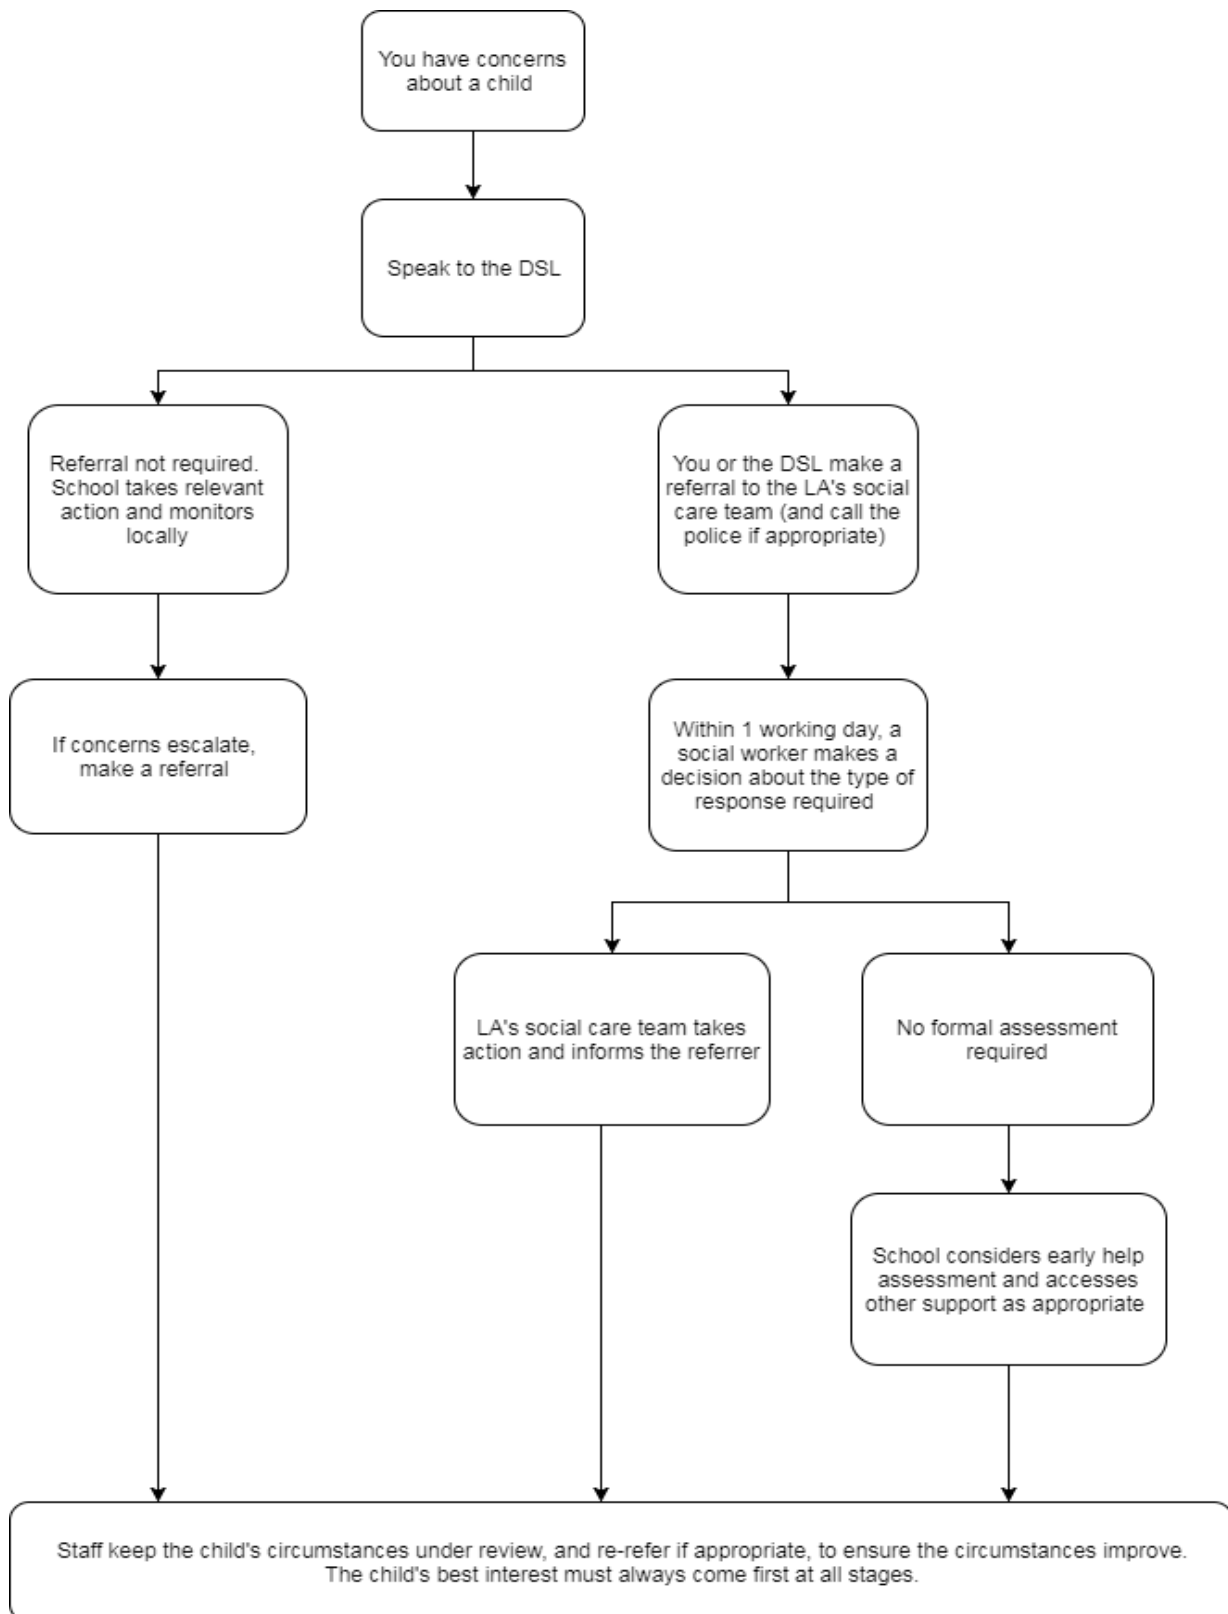 You have concerns
about a child
Speak to the DSL
Referral not required.
School takes relevant
action and monitors
locally
You or the DSL make a
referral to the LA's social
care team (and call the
police if appropriate)
If concerns escalate,
make a referral
Within 1 working day, a
social worker makes a
decision about the type of
response required
LA's social care team takes
action and informs the referrer
No formal assessment
required
School considers early help
assessment and accesses
other support as appropriate
Staff keep the child's circumstances under review, and re-refer if appropriate, to ensure the circumstances improve.
The child's best interest must always come first at all stages.